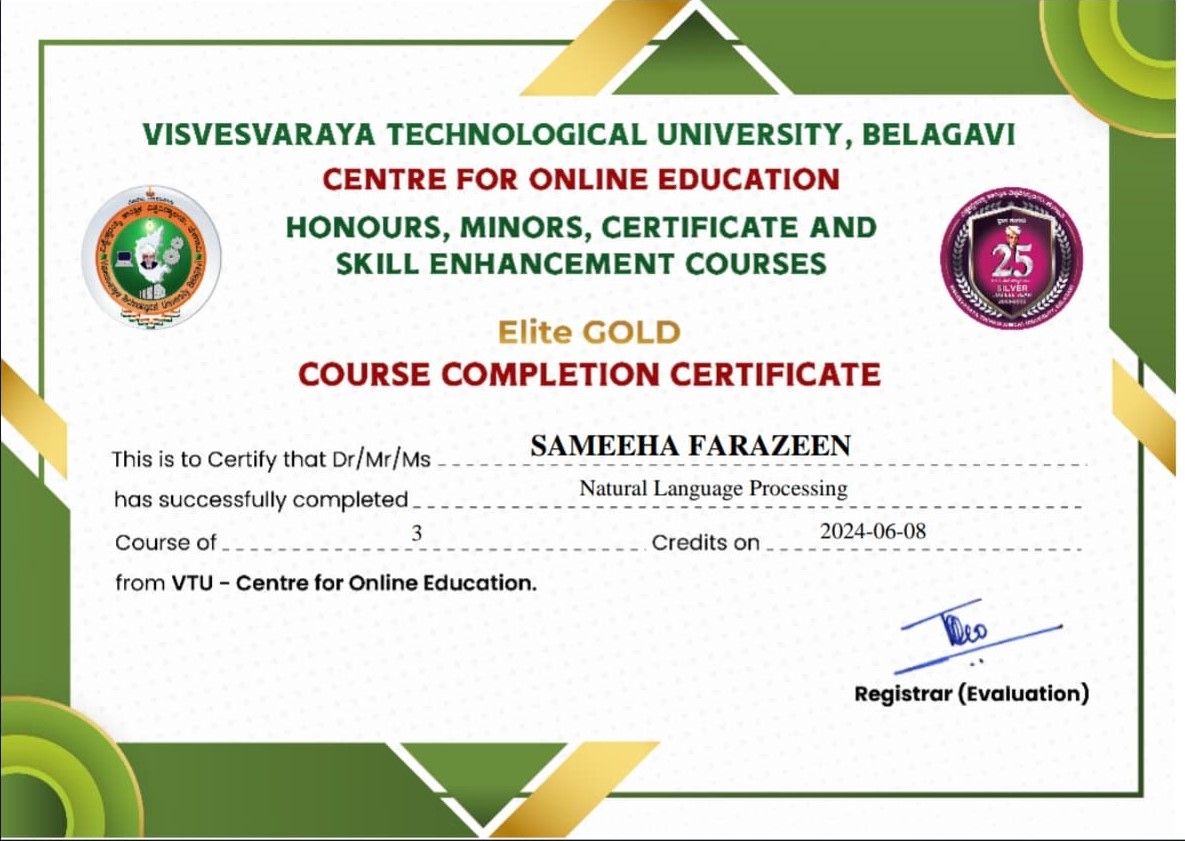 VISVESVARAYA TECHNOLOGICAL UNIVERSITY, BELAGAVI
CENTRE FOR ONLINE EDUCATION
HONOURS, MINORS, CERTIFICATE AND
SKILL ENHANCEMENT COURSES
25
SILVER
Elite GOLD
COURSE COMPLETION CERTIFICATE
This is to Certify that Dr/Mr/Ms SAMEEHA FARAZEEN
has successfully completed Natural Language Processing
Course of 3 Credits on 2024-06-08
from VTU - Centre for Online Education.
Registrar (Evaluation)